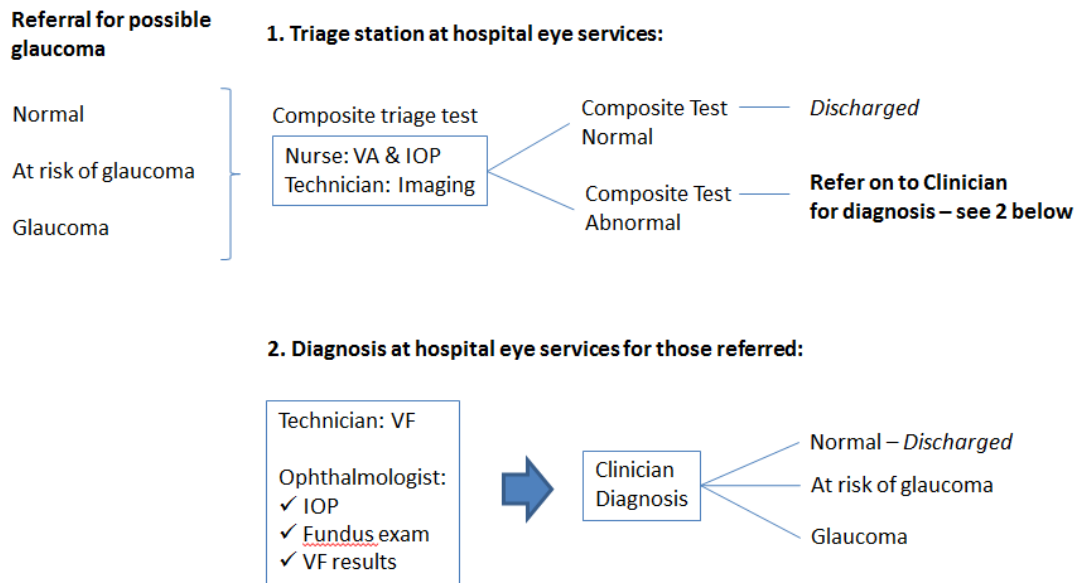 Referral for possible
glaucoma
Normal
At risk of glaucoma
Glaucoma
1. Triage station at hospital eye services:
Composite triage test
Nurse: VA & IOP
Technician: Imaging
Composite Test
Normal
Discharged
Composite Test
Abnormal
Refer on to Clinician
for diagnosis – see 2 below
2. Diagnosis at hospital eye services for those referred:
Technician: VF
Ophthalmologist:
✓ IOP
✓ Fundus exam
✓ VF results
Clinician
Diagnosis
Normal – Discharged
At risk of glaucoma
Glaucoma